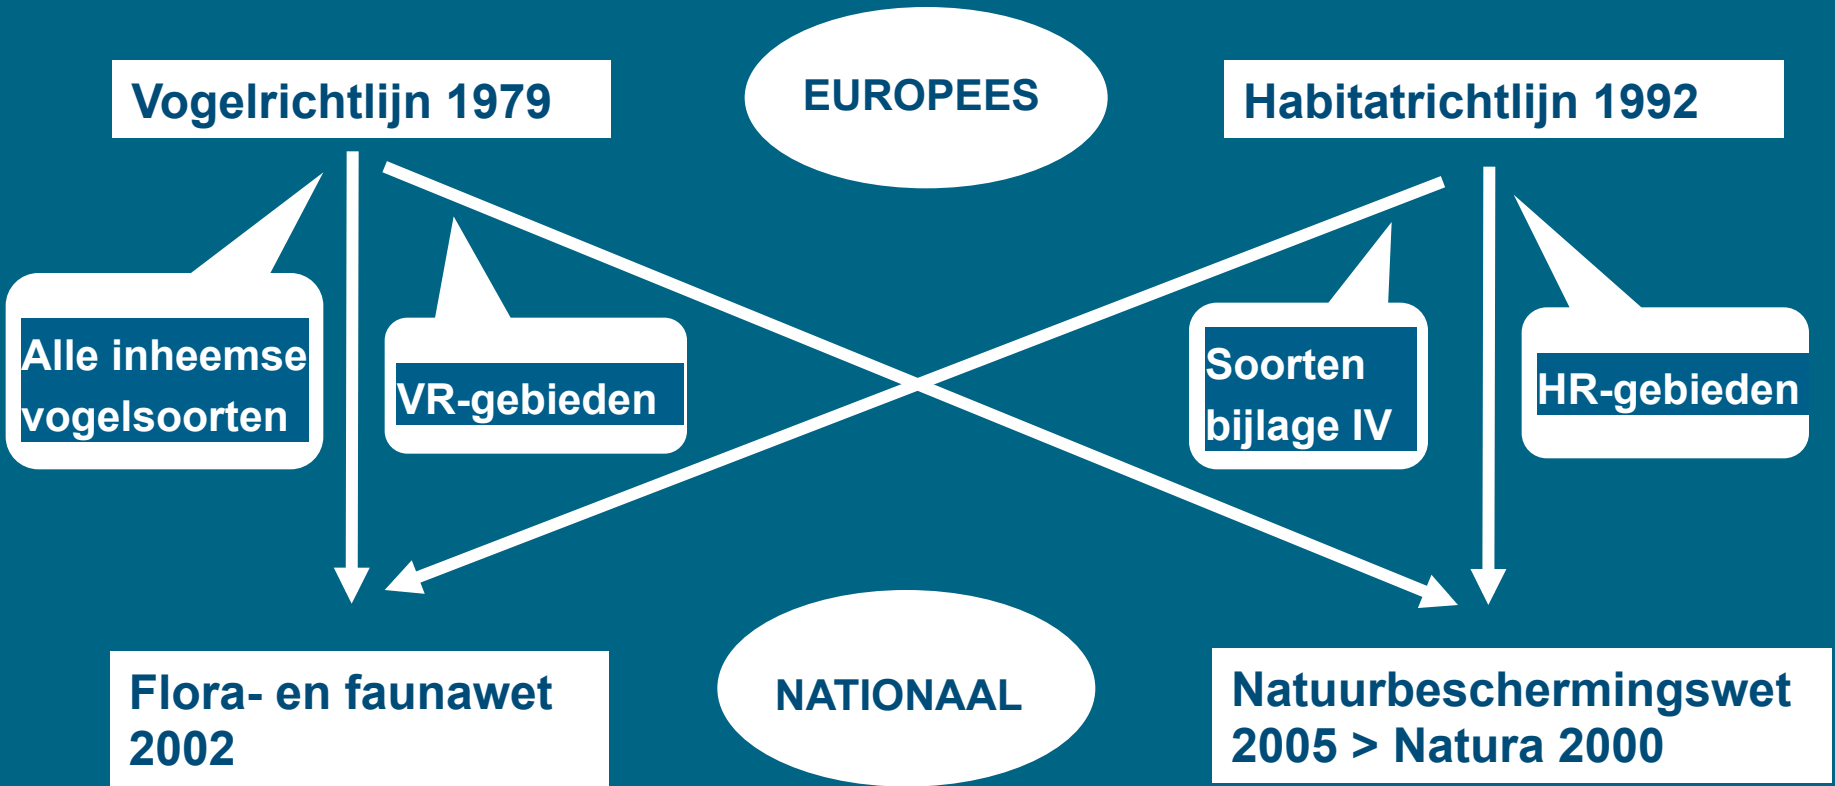 Vogelrichtlijn 1979
EUROPEES
Habitatrichtlijn 1992
Alle inheemse
vogelsoorten
VR-gebieden
Soorten
bijlage IV
HR-gebieden
Flora- en faunawet
2002
NATIONAAL
Natuurbeschermingswet
2005 > Natura 2000